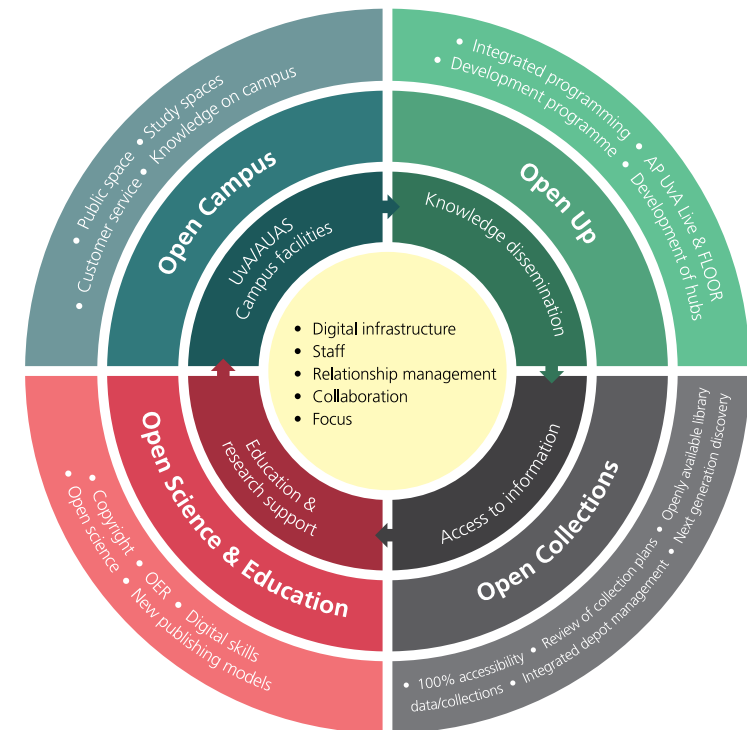 • Public space • Study spaces
• Customer service • Knowledge on campus
Open Campus
UvA/AUAS
Campus facilities
• Integrated programming • AP UvA Live & FLOOR
• Development programme • Development of hubs
Open Up
Knowledge dissemination
• Digital infrastructure
• Staff
• Relationship management
• Collaboration
• Focus
Education &
research support
Open Science & Education
• Copyright • OER • Digital skills
• Open science • New publishing models
Access to information
Open Collections
• 100% accessibility • Review of collection plans • Openly available library
data/collections • Integrated depot management • Next generation discovery